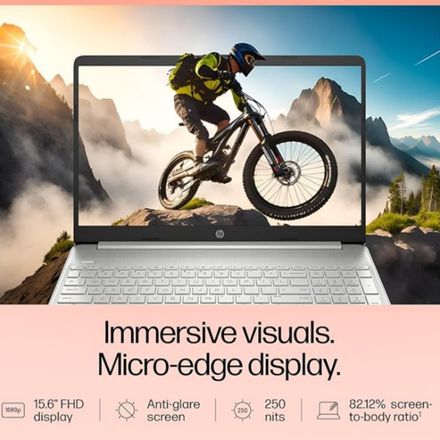 hp
Immersive visuals.
Micro-edge display.
1080p
15.6" FHD
display
Anti-glare
screen
250
250
nits
82.12% screen-
to-body ratio¹